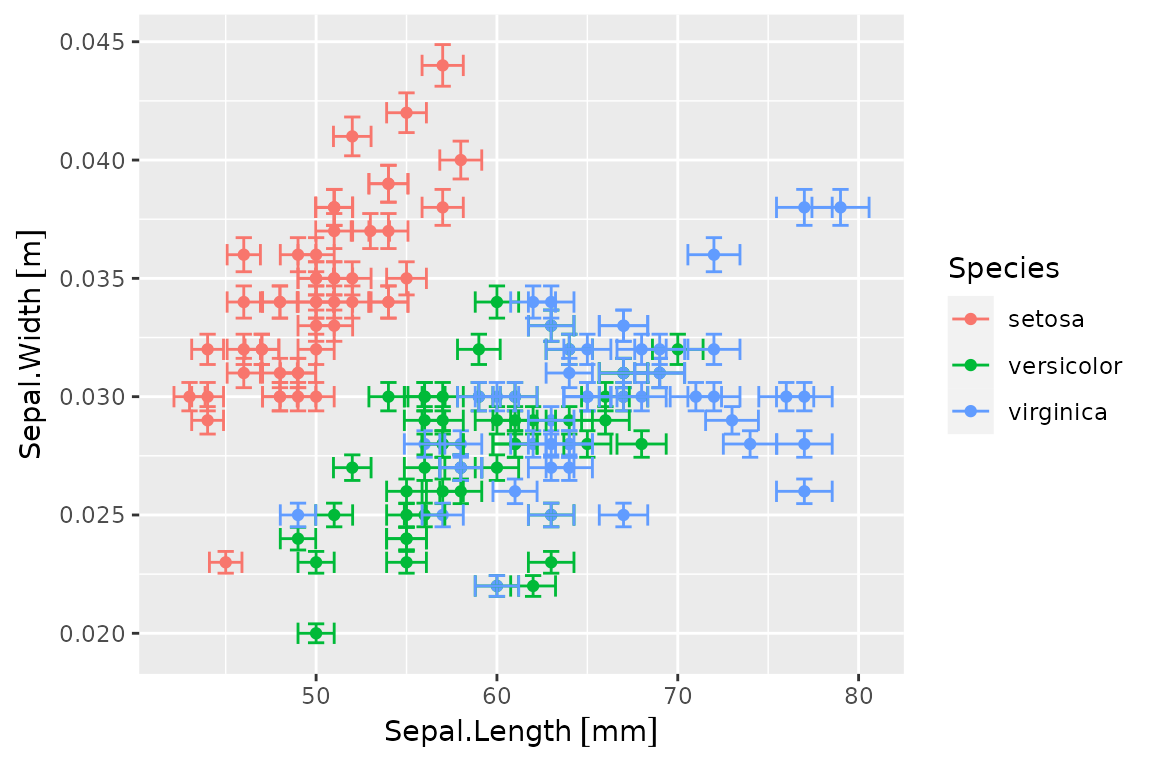 0.045
0.040
0.035
0.030
0.025
0.020
Sepal.Width [m]
50 60 70 80
Sepal.Length [mm]
Species
setosa
versicolor
virginica